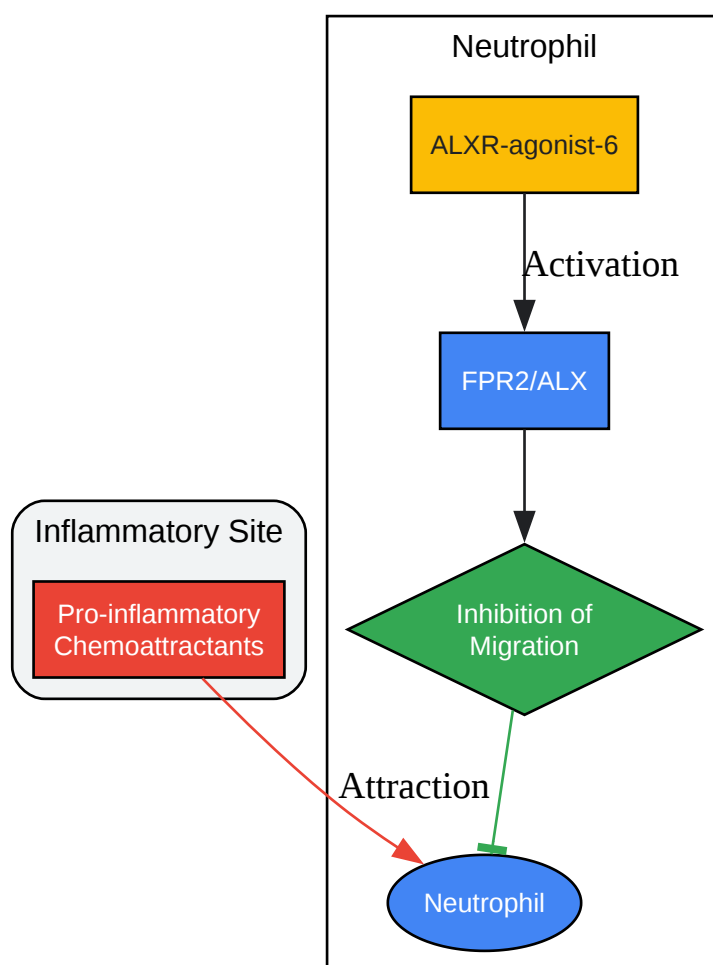 Neutrophil
ALXR-agonist-6
Activation
FPR2/ALX
Inflammatory Site
Pro-inflammatory
Chemoattractants
Inhibition of
Migration
Attraction
Neutrophil